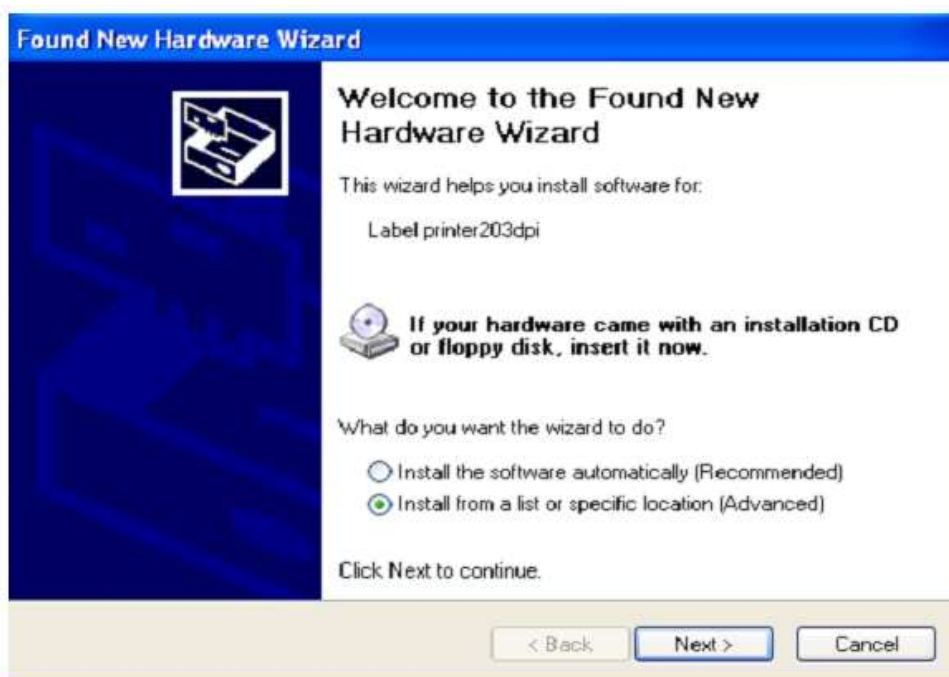 Found New Hardware Wizard
Welcome to the Found New
Hardware Wizard
This wizard helps you install software for:
Label printer203dpi
If your hardware came with an installation CD
or floppy disk, insert it now.
What do you want the wizard to do?
Install the software automatically (Recommended)
Install from a list or specific location (Advanced)
Click Next to continue.
< Back
Next >
Cancel